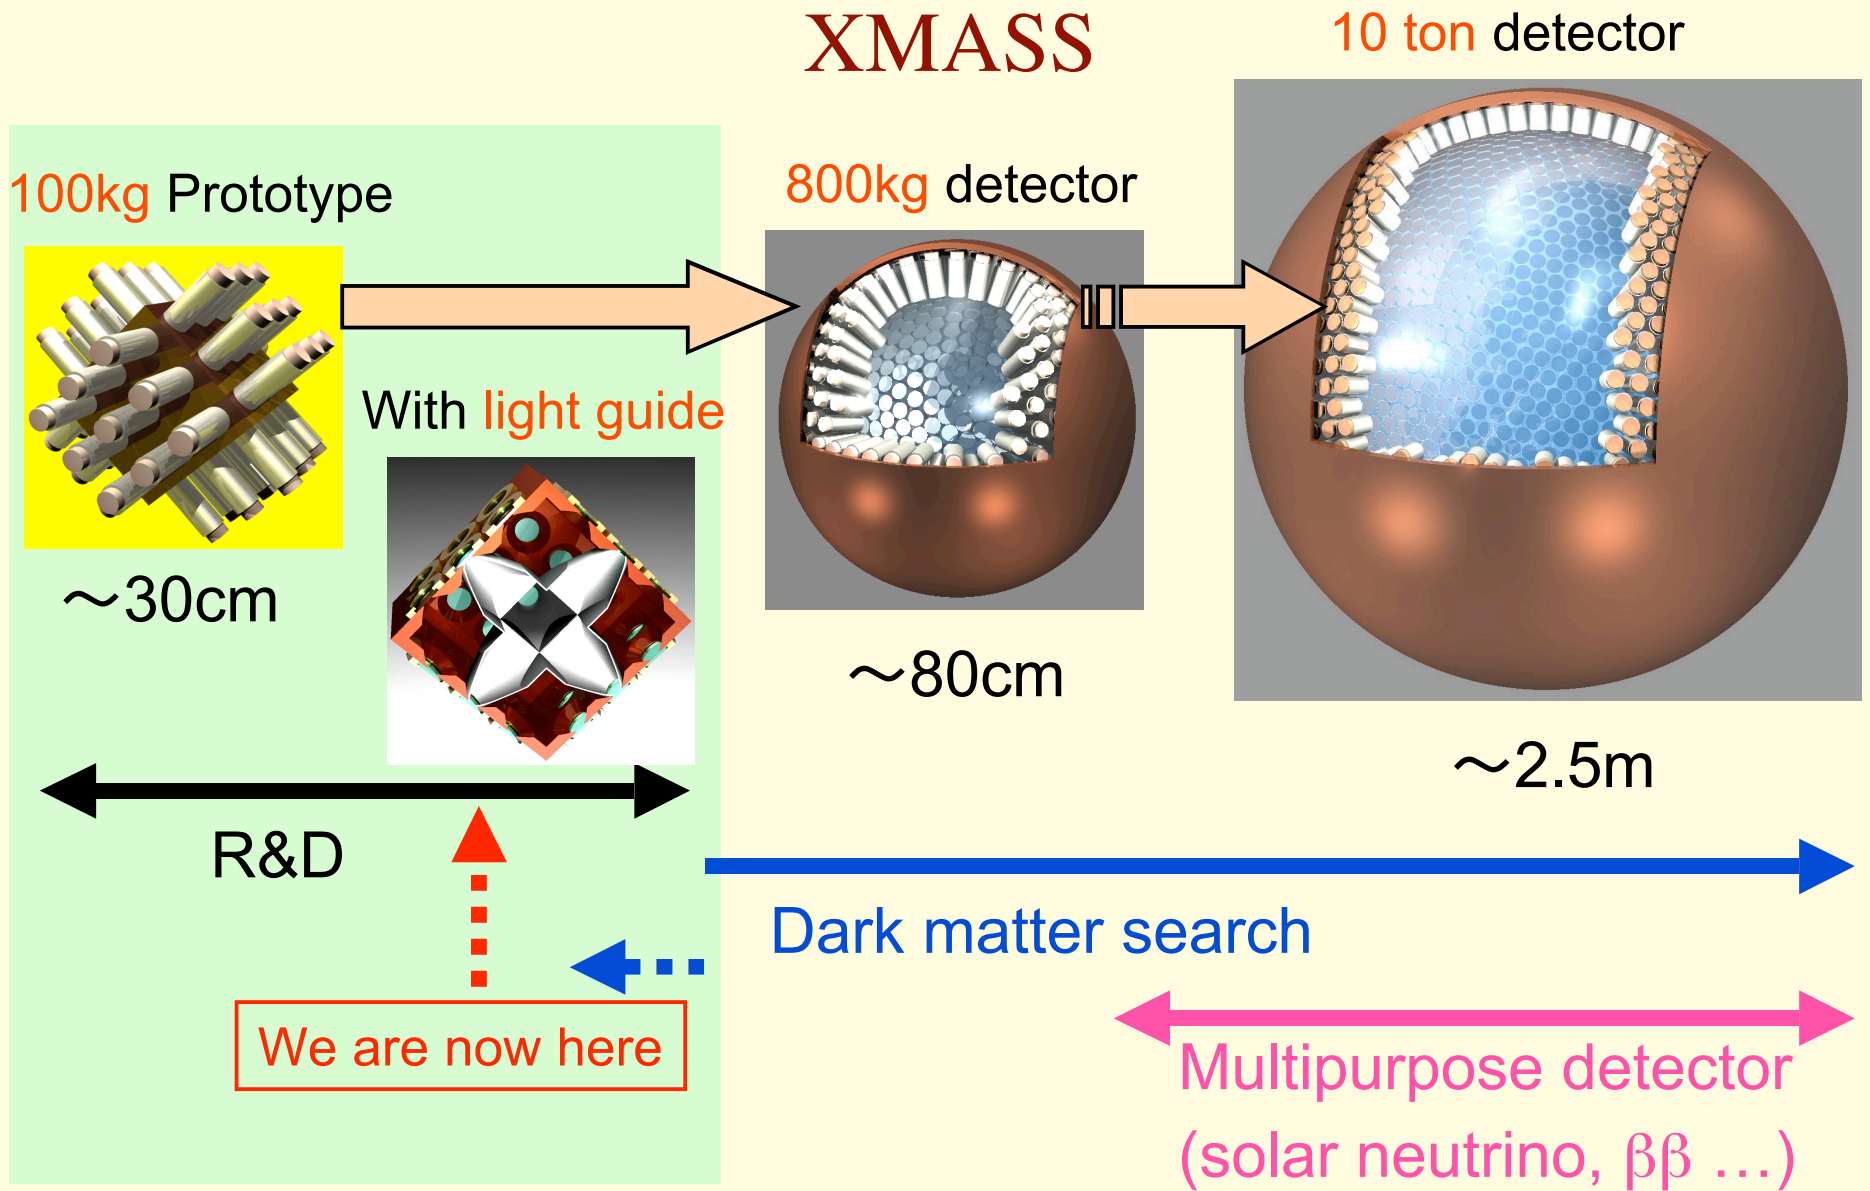 XMASS
10 ton detector
100kg Prototype
800kg detector
With light guide
～30cm
～80cm
～2.5m
R&D
Dark matter search
We are now here
Multipurpose detector
(solar neutrino, ββ …)